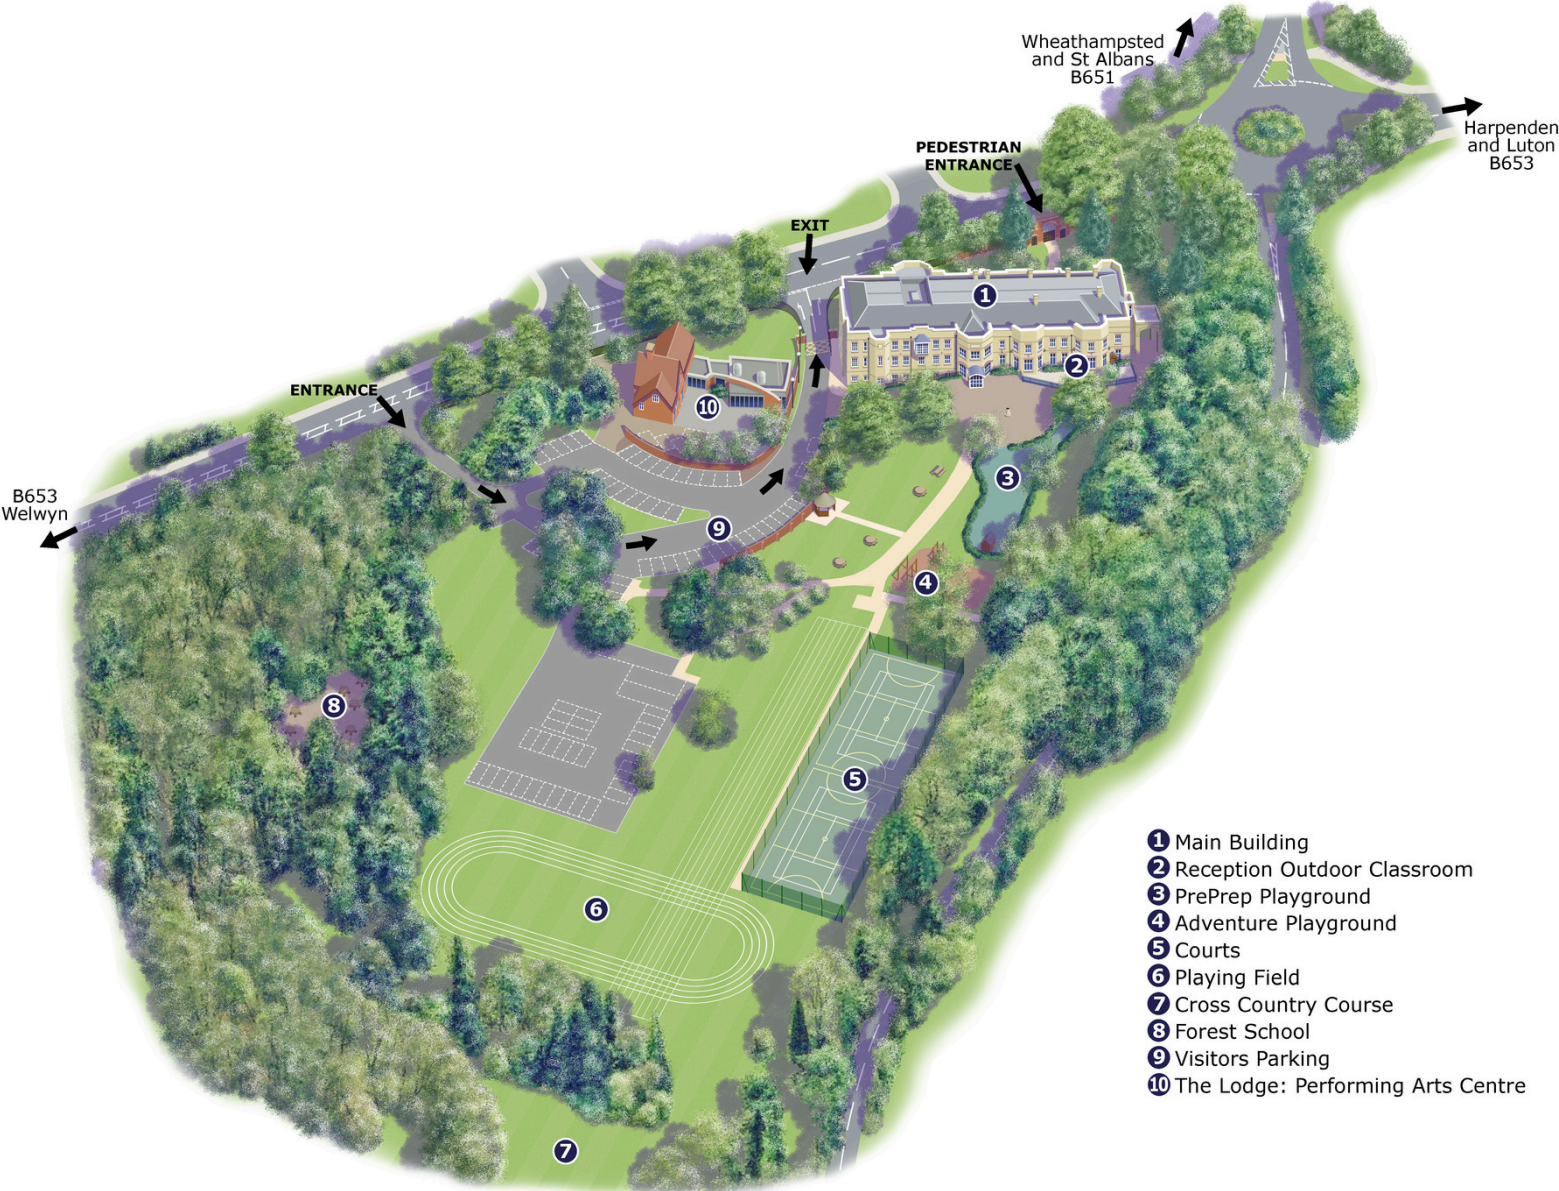 Wheathampsted
and St Albans
B651
Harpenden
and Luton
B653
PEDESTRIAN
ENTRANCE
EXIT
1
2
ENTRANCE
10
3
B653
Welwyn
9
4
8
5
6
7
1 Main Building
2 Reception Outdoor Classroom
3 PrePrep Playground
4 Adventure Playground
5 Courts
6 Playing Field
7 Cross Country Course
8 Forest School
9 Visitors Parking
10 The Lodge: Performing Arts Centre